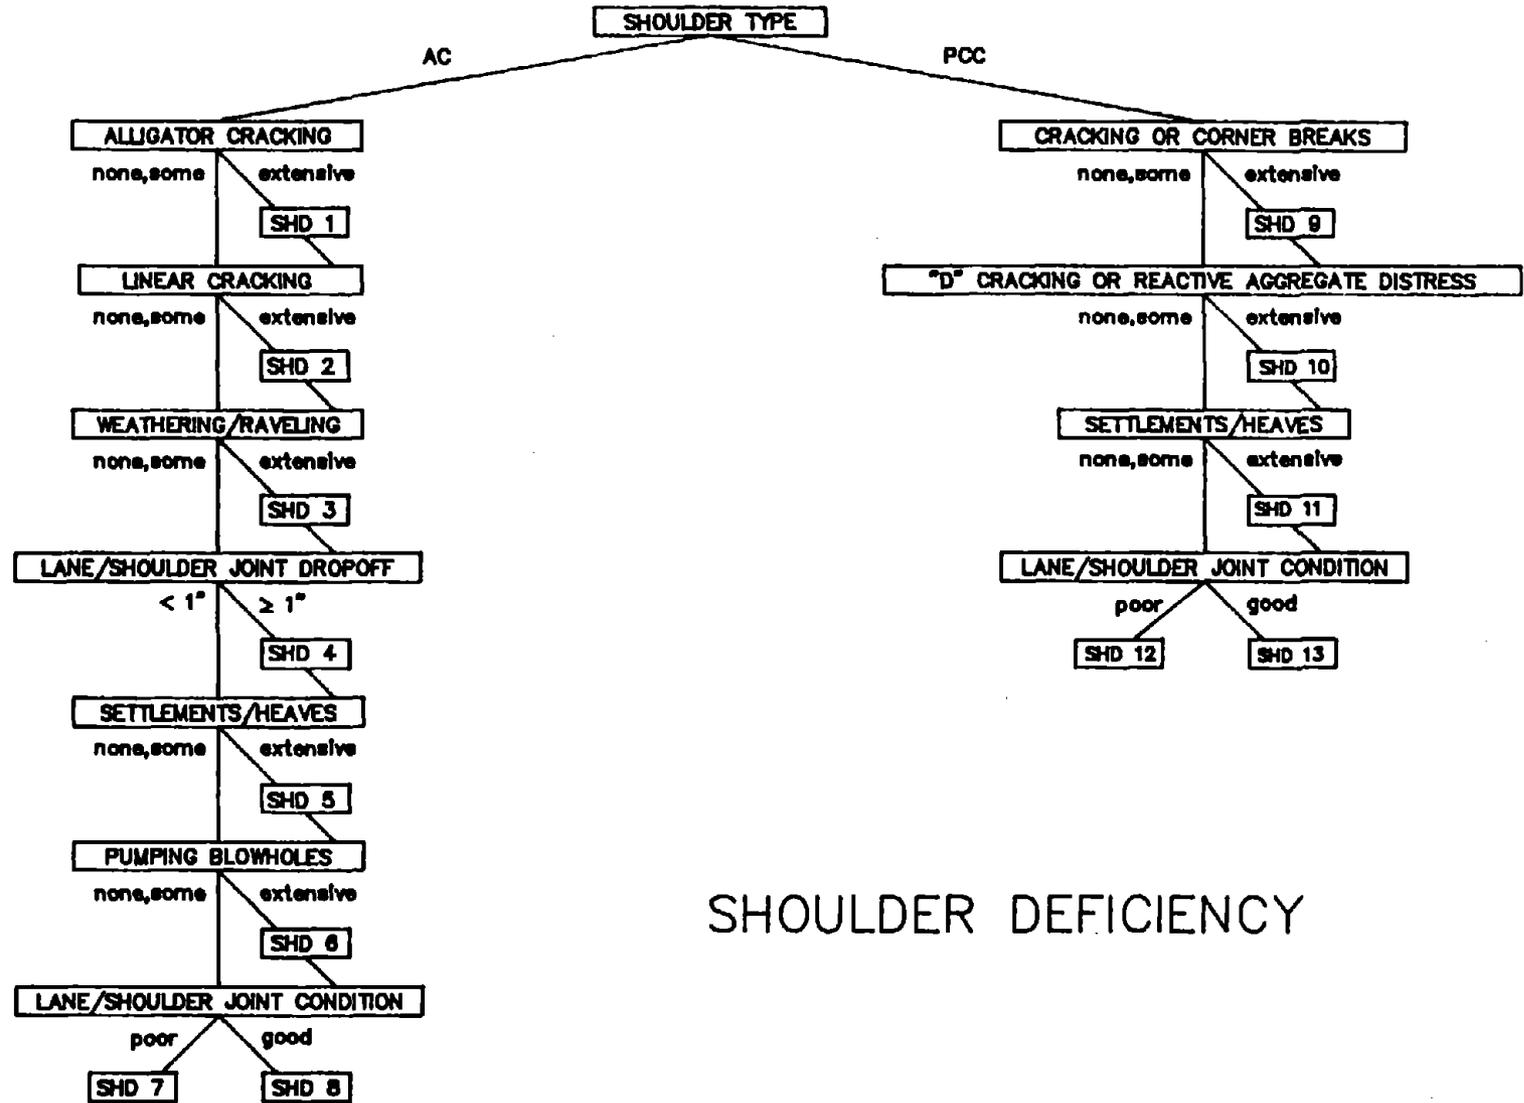 SHOULDER TYPE
AC
PCC
ALLIGATOR CRACKING
none,some extensive
SHD 1
LINEAR CRACKING
none,some extensive
SHD 2
WEATHERING/RAVELING
none,some extensive
SHD 3
LANE/SHOULDER JOINT DROPOFF
< 1" ≥ 1"
SHD 4
SETTLEMENTS/HEAVES
none,some extensive
SHD 5
PUMPING BLOWHOLES
none,some extensive
SHD 6
LANE/SHOULDER JOINT CONDITION
poor good
SHD 7 SHD 8
CRACKING OR CORNER BREAKS
none,some extensive
SHD 9
"D" CRACKING OR REACTIVE AGGREGATE DISTRESS
none,some extensive
SHD 10
SETTLEMENTS/HEAVES
none,some extensive
SHD 11
LANE/SHOULDER JOINT CONDITION
poor good
SHD 12 SHD 13
SHOULDER DEFICIENCY